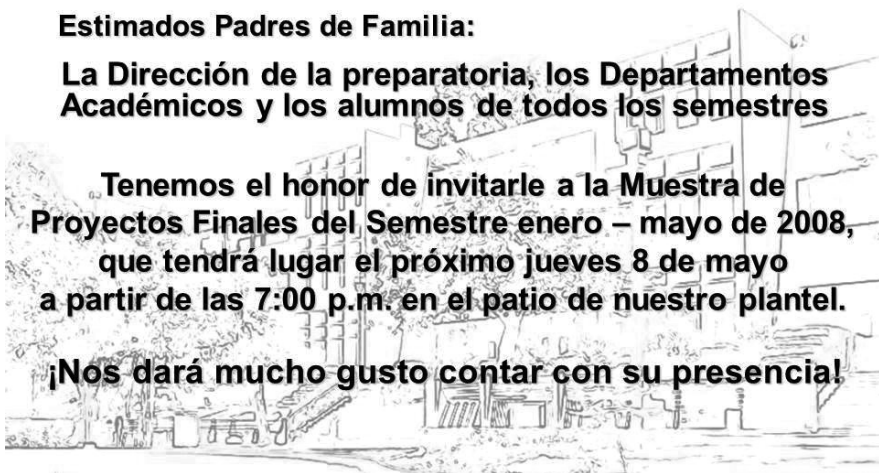 Estimados Padres de Familia:
La Dirección de la preparatoria, los Departamentos
Académicos y los alumnos de todos los semestres
Tenemos el honor de invitarle a la Muestra de
Proyectos Finales del Semestre enero – mayo de 2008,
que tendrá lugar el próximo jueves 8 de mayo
a partir de las 7:00 p.m. en el patio de nuestro plantel.
¡Nos dará mucho gusto contar con su presencia!